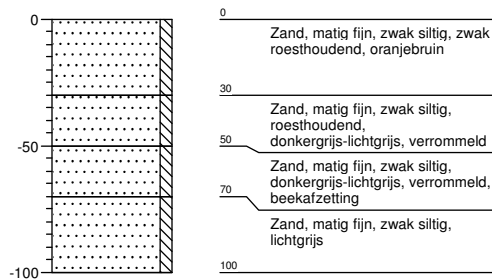 0
0
Zand, matig fijn, zwak siltig, zwak
roesthoudend, oranjebruin
30
Zand, matig fijn, zwak siltig,
roesthoudend,
donkergrijs-lichtgrijs, verrommeld
-50
50
Zand, matig fijn, zwak siltig,
donkergrijs-lichtgrijs, verrommeld,
beekafzetting
70
Zand, matig fijn, zwak siltig,
lichtgrijs
-100
100